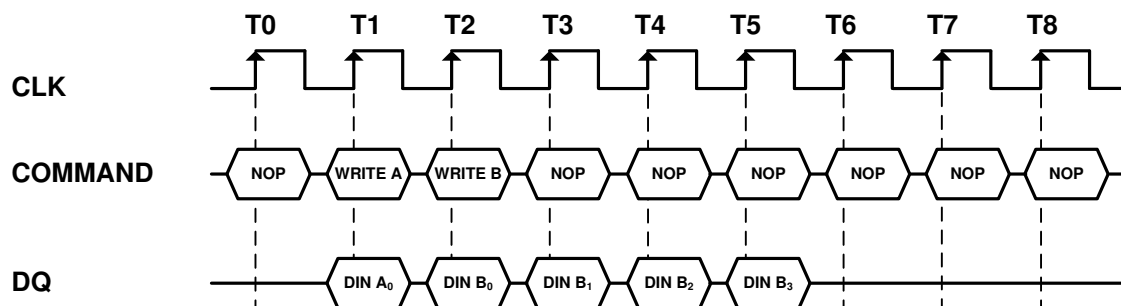 T0 T1 T2 T3 T4 T5 T6 T7 T8
CLK
COMMAND NOP WRITE A WRITE B NOP NOP NOP NOP NOP NOP
DQ DIN A₀ DIN B₀ DIN B₁ DIN B₂ DIN B₃